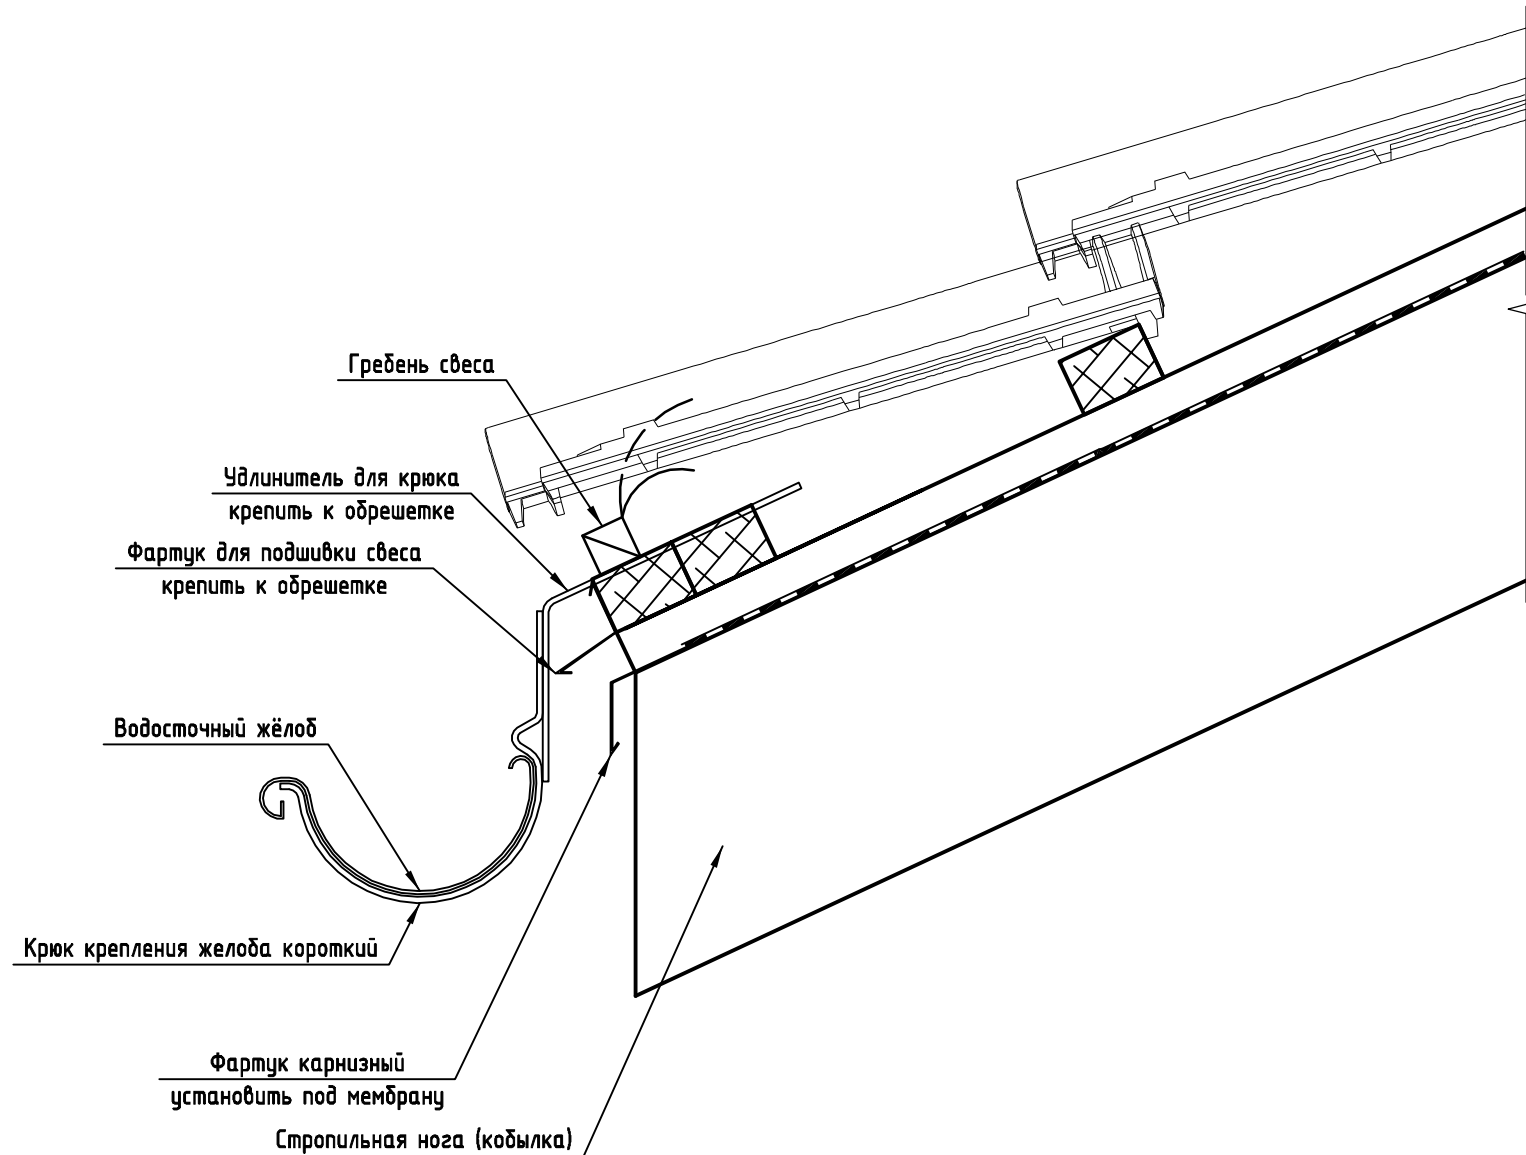 Гребень свеса
Удлинитель для крюка
крепить к обрешетке
Фартук для подшивки свеса
крепить к обрешетке
Водосточный жёлоб
Крюк крепления желоба короткий
Фартук карнизный
установить под мембрану
Стропильная нога (кобылка)